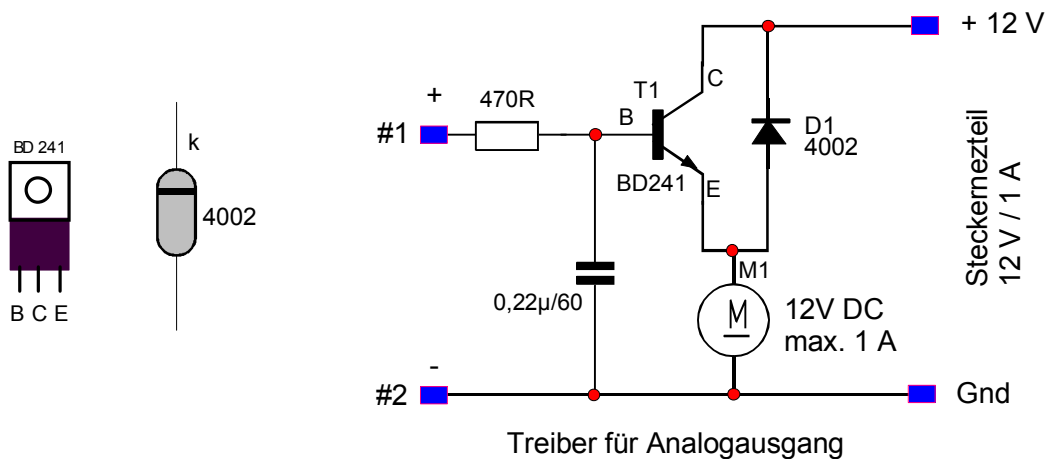 BD 241
B C E
k
4002
#1
+
470R
B
T1
C
BD241
E
D1
4002
+ 12 V
0,22µ/60
M1
M
12V DC
max. 1 A
Steckernezteil
12 V / 1 A
-
#2
Gnd
Treiber für Analogausgang